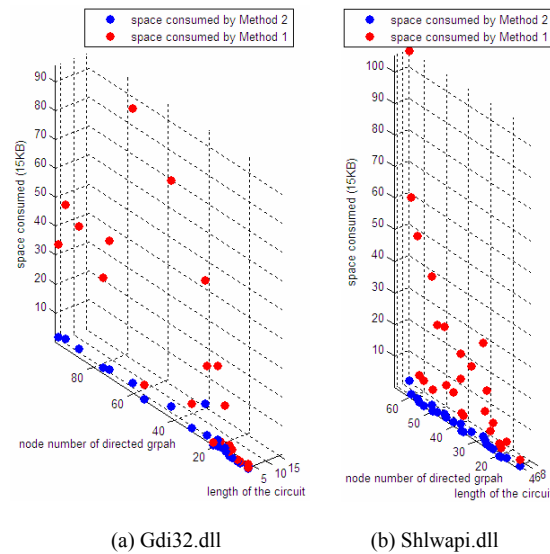 space consumed by Method 2
space consumed by Method 1
90
80
70
60
50
40
30
20
10
space consumed (15KB)
80
60
40
20
5 10 15
node number of directed grpah
length of the circuit
(a) Gdi32.dll
space consumed by Method 2
space consumed by Method 1
100
90
80
70
60
50
40
30
20
10
space consumed (15KB)
60
50
40
30
20
4 6 8
node number of directed grpah
length of the circuit
(b) Shlwapi.dll